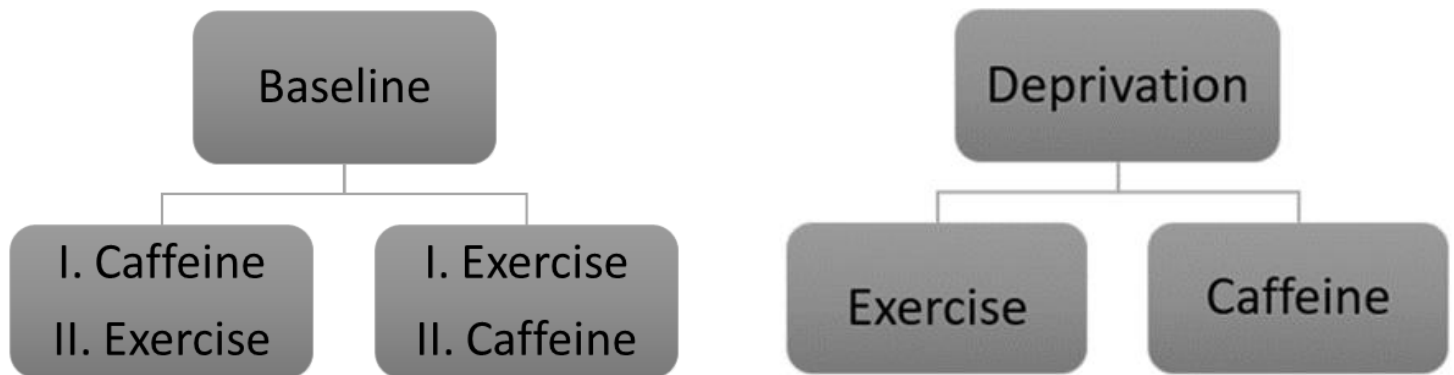 Baseline
I. Caffeine
II. Exercise
I. Exercise
II. Caffeine
Deprivation
Exercise
Caffeine